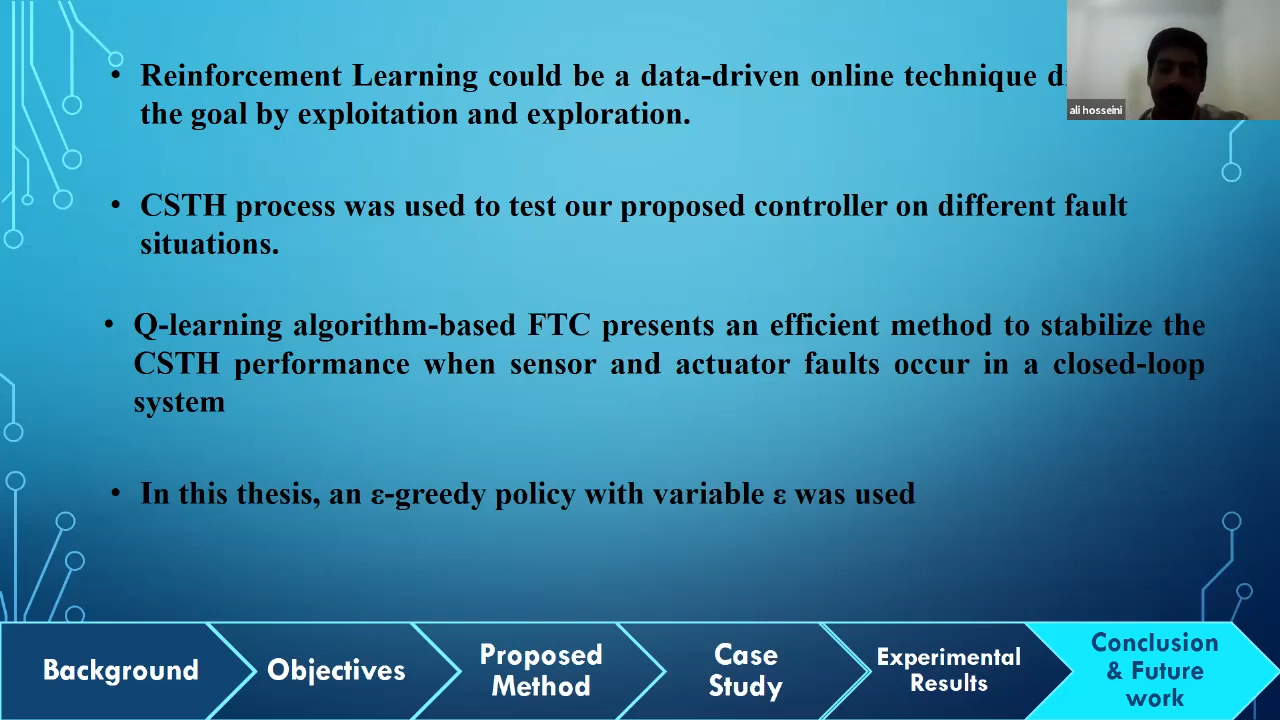 • Reinforcement Learning could be a data-driven online technique
the goal by exploitation and exploration.
ali hosseini
• CSTH process was used to test our proposed controller on different fault
situations.
• Q-learning algorithm-based FTC presents an efficient method to stabilize the
CSTH performance when sensor and actuator faults occur in a closed-loop
system
• In this thesis, an ε-greedy policy with variable ε was used
Background
Objectives
Proposed
Method
Case
Study
Experimental
Results
Conclusion
& Future
work